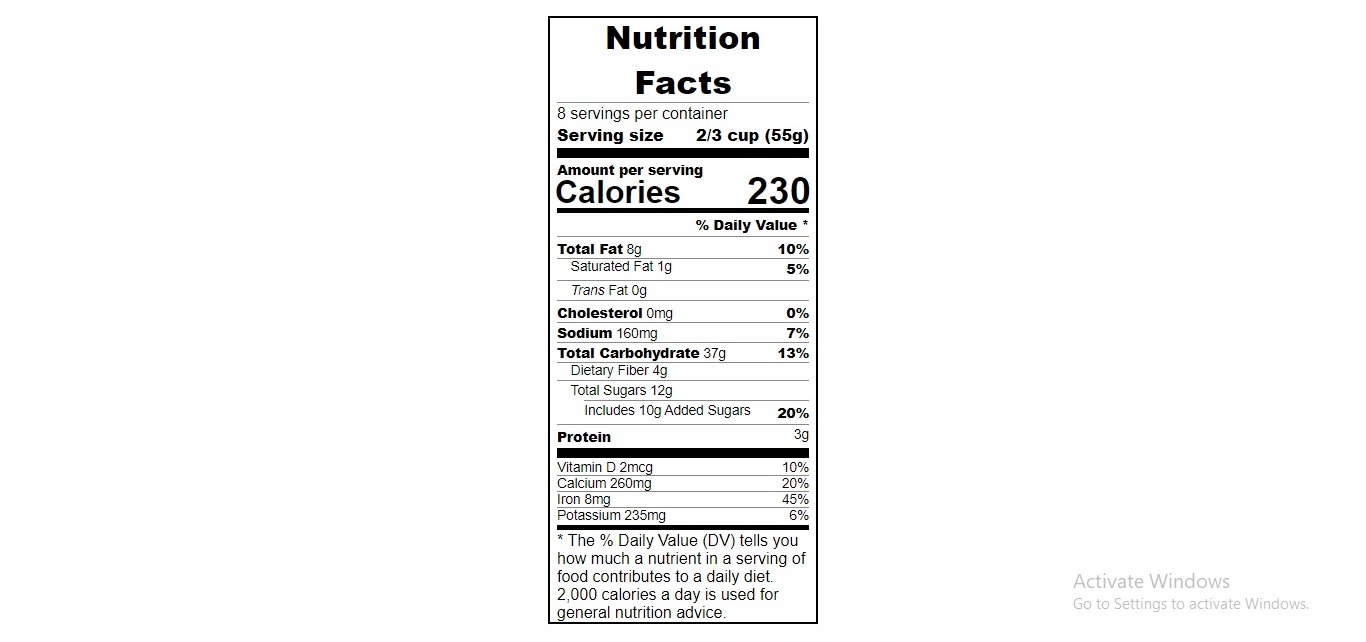 Nutrition
Facts
8 servings per container
Serving size 2/3 cup (55g)
Amount per serving
Calories 230
% Daily Value *
Total Fat 8g 10%
Saturated Fat 1g 5%
Trans Fat 0g
Cholesterol 0mg 0%
Sodium 160mg 7%
Total Carbohydrate 37g 13%
Dietary Fiber 4g
Total Sugars 12g
Includes 10g Added Sugars 20%
Protein 3g
Vitamin D 2mcg 10%
Calcium 260mg 20%
Iron 8mg 45%
Potassium 235mg 6%
* The % Daily Value (DV) tells you
how much a nutrient in a serving of
food contributes to a daily diet.
2,000 calories a day is used for
general nutrition advice.
Activate Windows
Go to Settings to activate Windows.